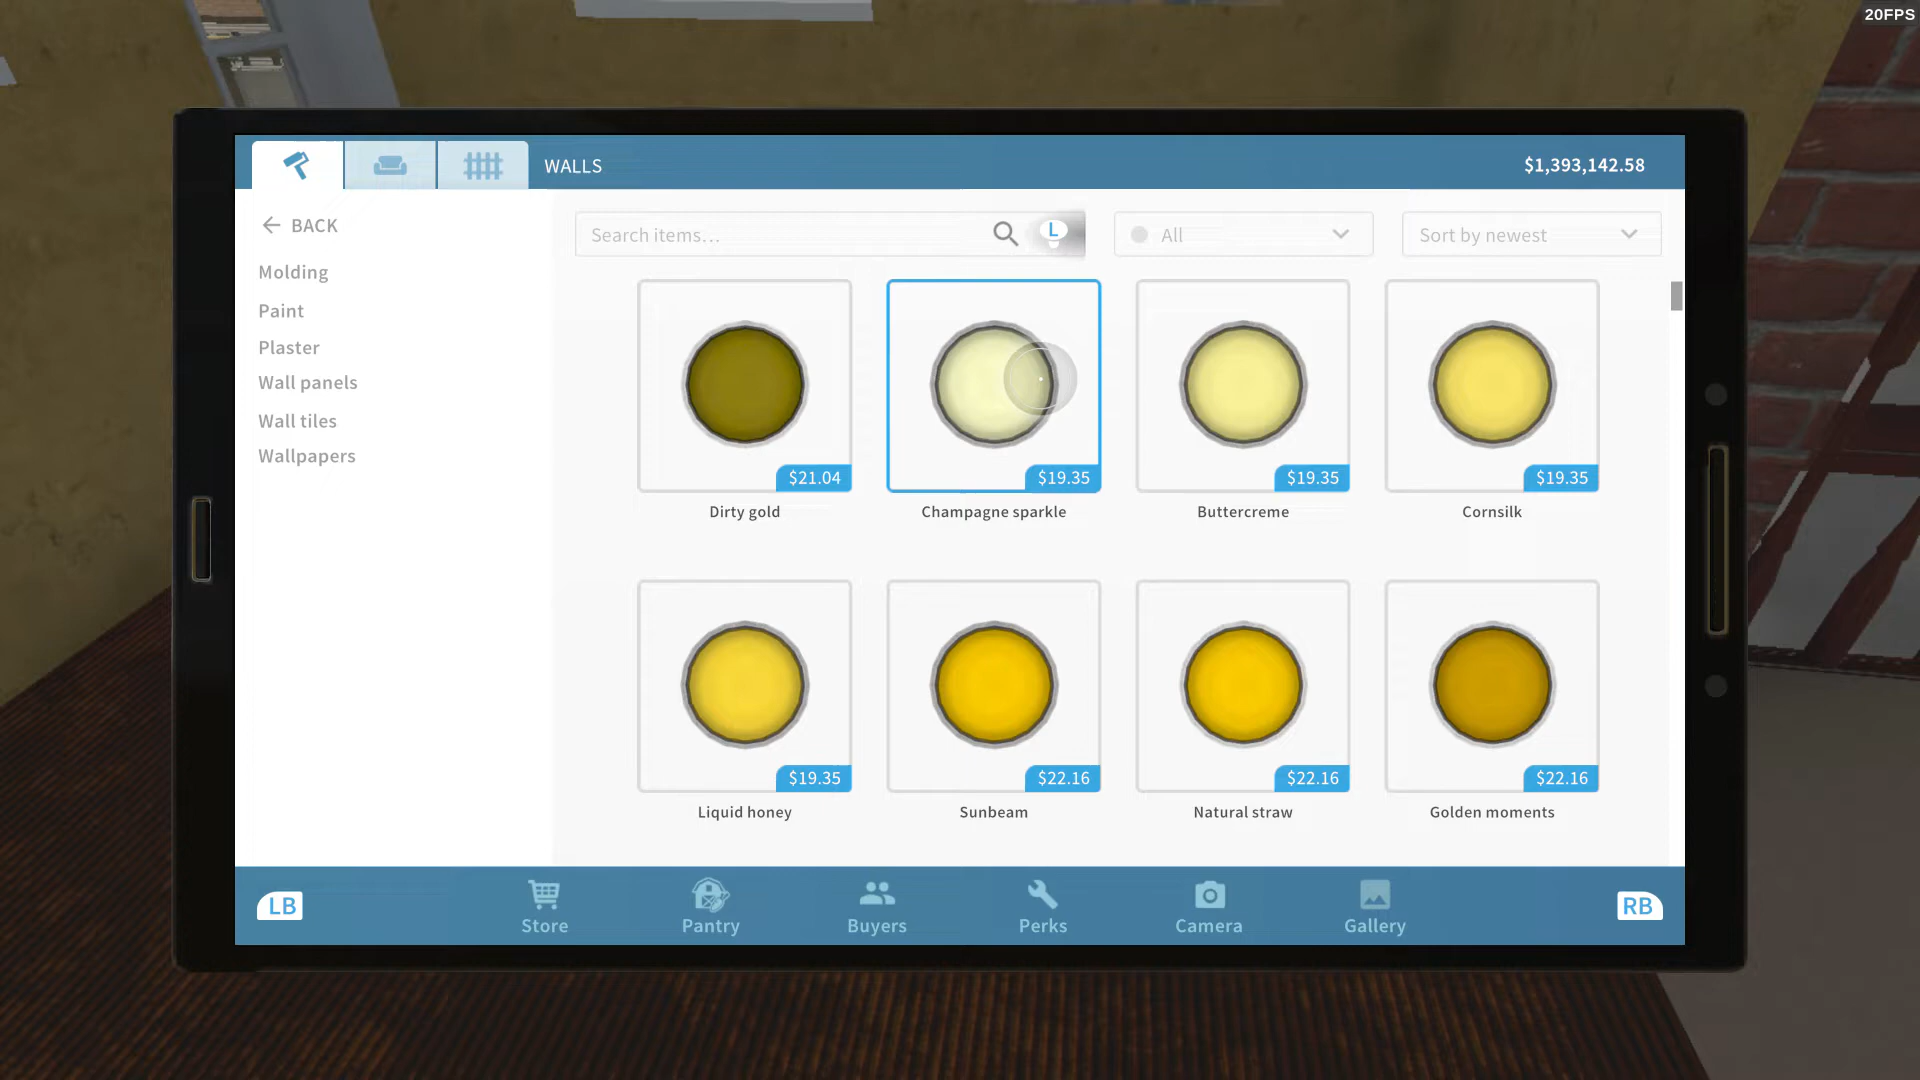 20FPS
WALLS
$1,393,142.58
BACK
Search items...
L
All
Sort by newest
Molding
Paint
Plaster
Wall panels
Wall tiles
Wallpapers
$21.04
$19.35
$19.35
$19.35
Dirty gold
Champagne sparkle
Buttercreme
Cornsilk
$19.35
$22.16
$22.16
$22.16
Liquid honey
Sunbeam
Natural straw
Golden moments
LB
Store
Pantry
Buyers
Perks
Camera
Gallery
RB